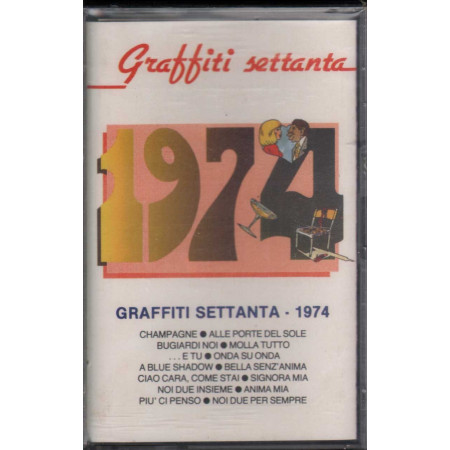 Graffiti settanta
1974
GRAFFITI SETTANTA - 1974
CHAMPAGNE ● ALLE PORTE DEL SOLE
BUGIARDI NOI ● MOLLA TUTTO
...E TU ● ONDA SU ONDA
A BLUE SHADOW ● BELLA SENZ'ANIMA
CIAO CARA, COME STAI ● SIGNORA MIA
NOI DUE INSIEME ● ANIMA MIA
PIU' CI PENSO ● NOI DUE PER SEMPRE